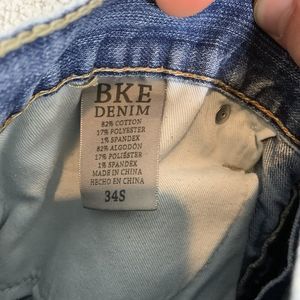 BKE
DENIM
82% COTTON
17% POLYESTER
1% SPANDEX
82% ALGODÓN
17% POLIÉSTER
1% SPANDEX
MADE IN CHINA
HECHO EN CHINA
34S